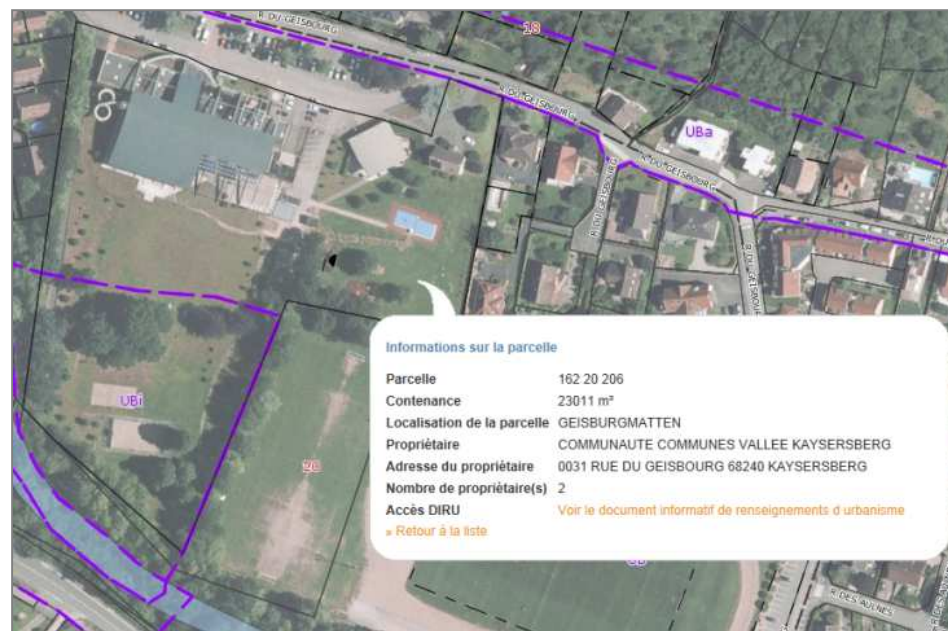 R. DU GEISBOURG
18
R. DU GEISBOURG
UBa
R. DU GEISBOURG
R. DU GEISBOURG
R. DU GEISBOURG
Informations sur la parcelle
Parcelle 162 20 206
Contenance 23011 m²
Localisation de la parcelle GEISBURGMATTEN
Propriétaire COMMUNAUTE COMMUNES VALLEE KAYSERSBERG
Adresse du propriétaire 0031 RUE DU GEISBOURG 68240 KAYSERSBERG
Nombre de propriétaire(s) 2
Accès DIRU Voir le document informatif de renseignements d urbanisme
» Retour à la liste
UBi
20
R. DES AULNES